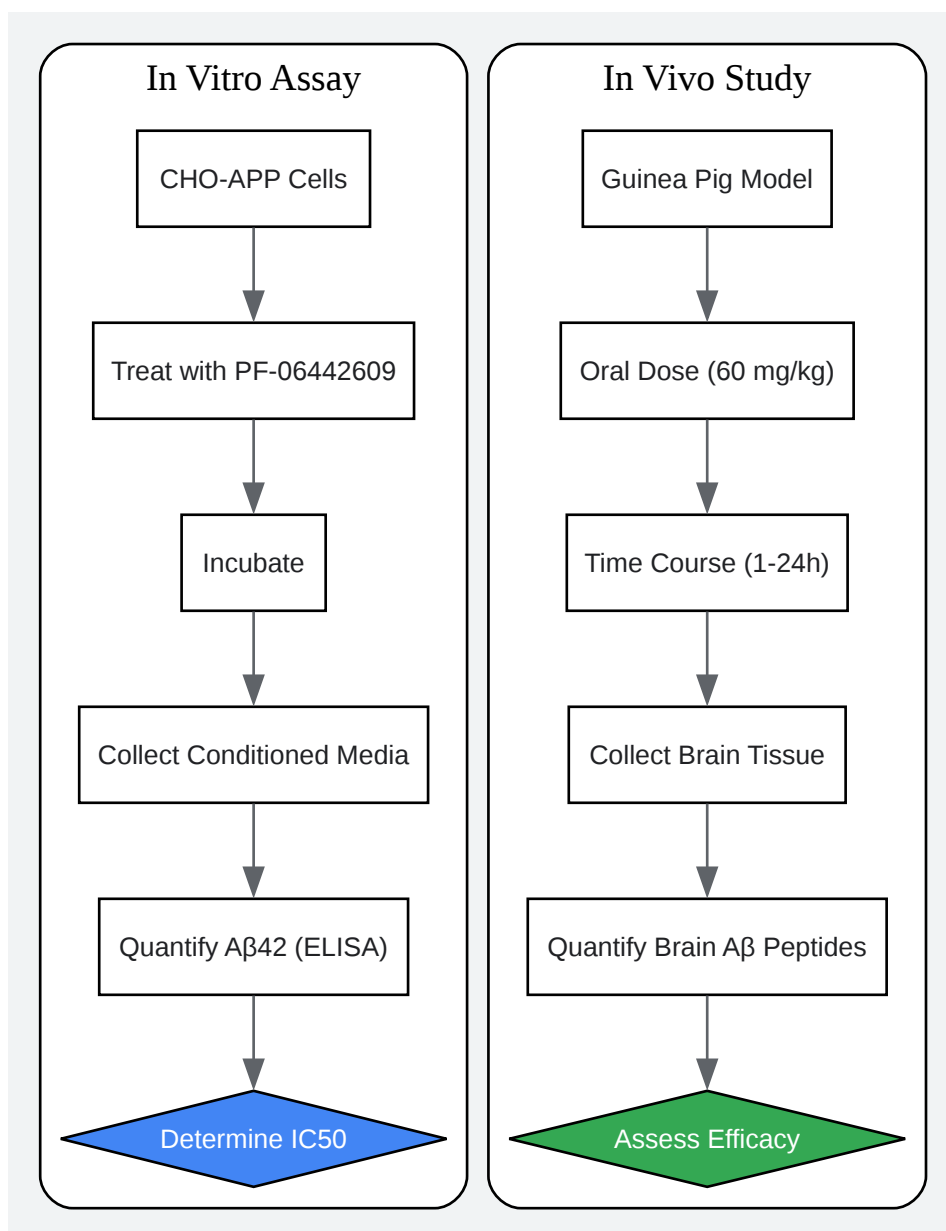 In Vitro Assay
CHO-APP Cells
Treat with PF-06442609
Incubate
Collect Conditioned Media
Quantify Aβ42 (ELISA)
Determine IC50
In Vivo Study
Guinea Pig Model
Oral Dose (60 mg/kg)
Time Course (1-24h)
Collect Brain Tissue
Quantify Brain Aβ Peptides
Assess Efficacy